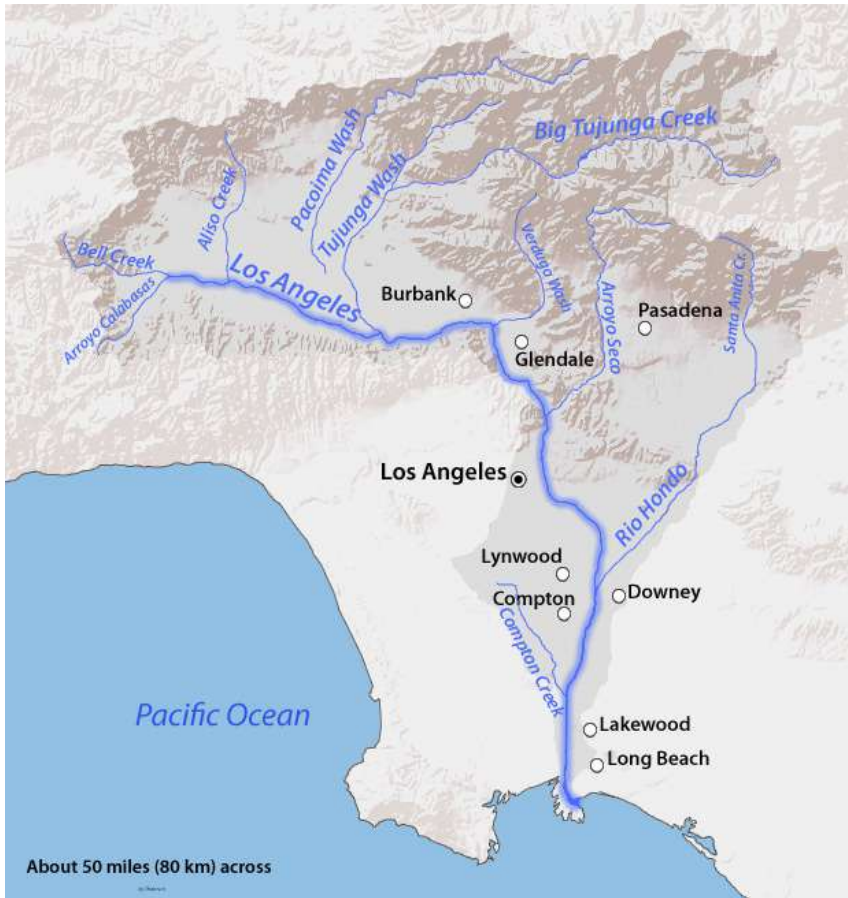 Big Tujunga Creek
Pacoima Wash
Tujunga Wash
Aliso Creek
Bell Creek
Los Angeles
Arroyo Calabasas
Verdugo Wash
Burbank
Arroyo Seco
Pasadena
Santa Anita Cr.
Glendale
Los Angeles
Rio Hondo
Lynwood
Compton
Downey
Compton Creek
Pacific Ocean
Lakewood
Long Beach
About 50 miles (80 km) across